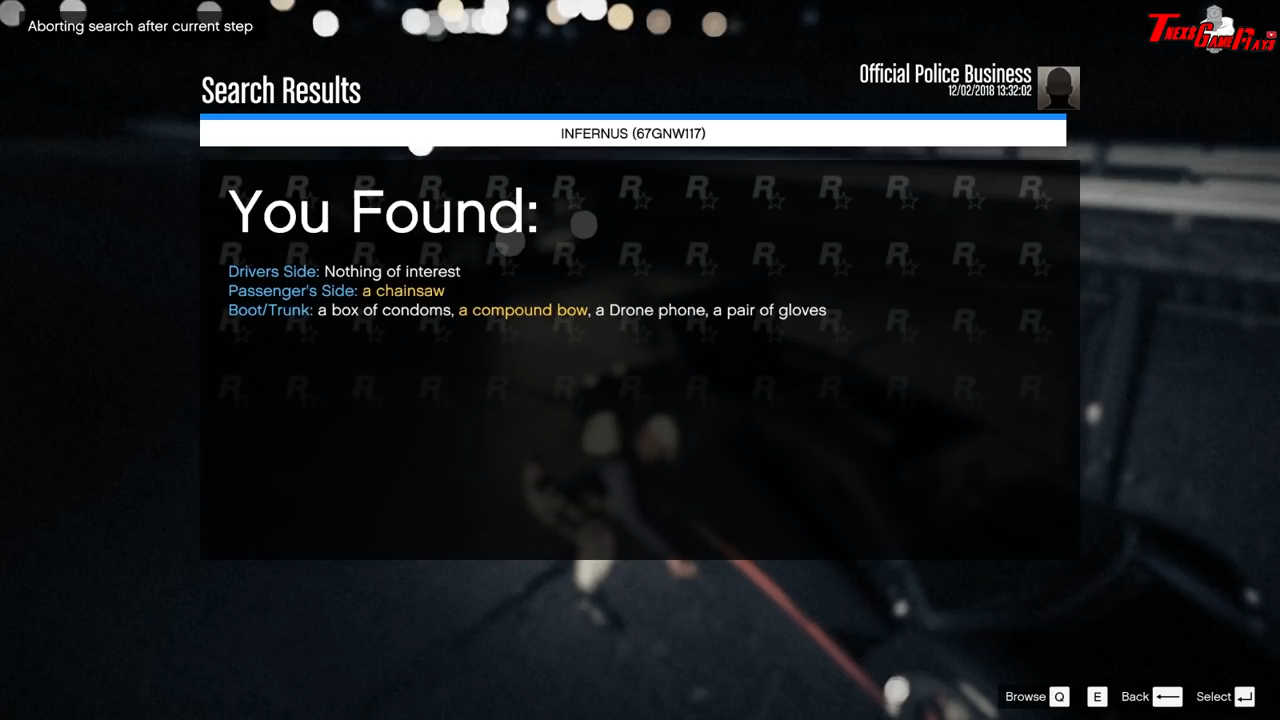 Aborting search after current step
TNEXS GAMEPLAYS
Search Results
Official Police Business
12/02/2018 13:32:02
INFERNUS (67GNW117)
You Found:
Drivers Side: Nothing of interest
Passenger's Side: a chainsaw
Boot/Trunk: a box of condoms, a compound bow, a Drone phone, a pair of gloves
Browse Q E Back Select